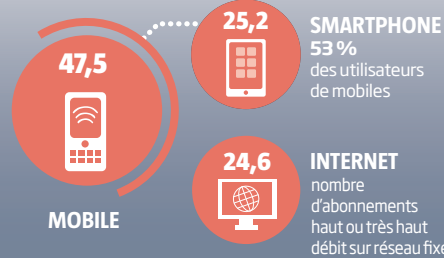 47,5
MOBILE
25,2
SMARTPHONE
53 %
des utilisateurs
de mobiles
24,6
INTERNET
nombre
d'abonnements
haut ou très haut
débit sur réseau fixe